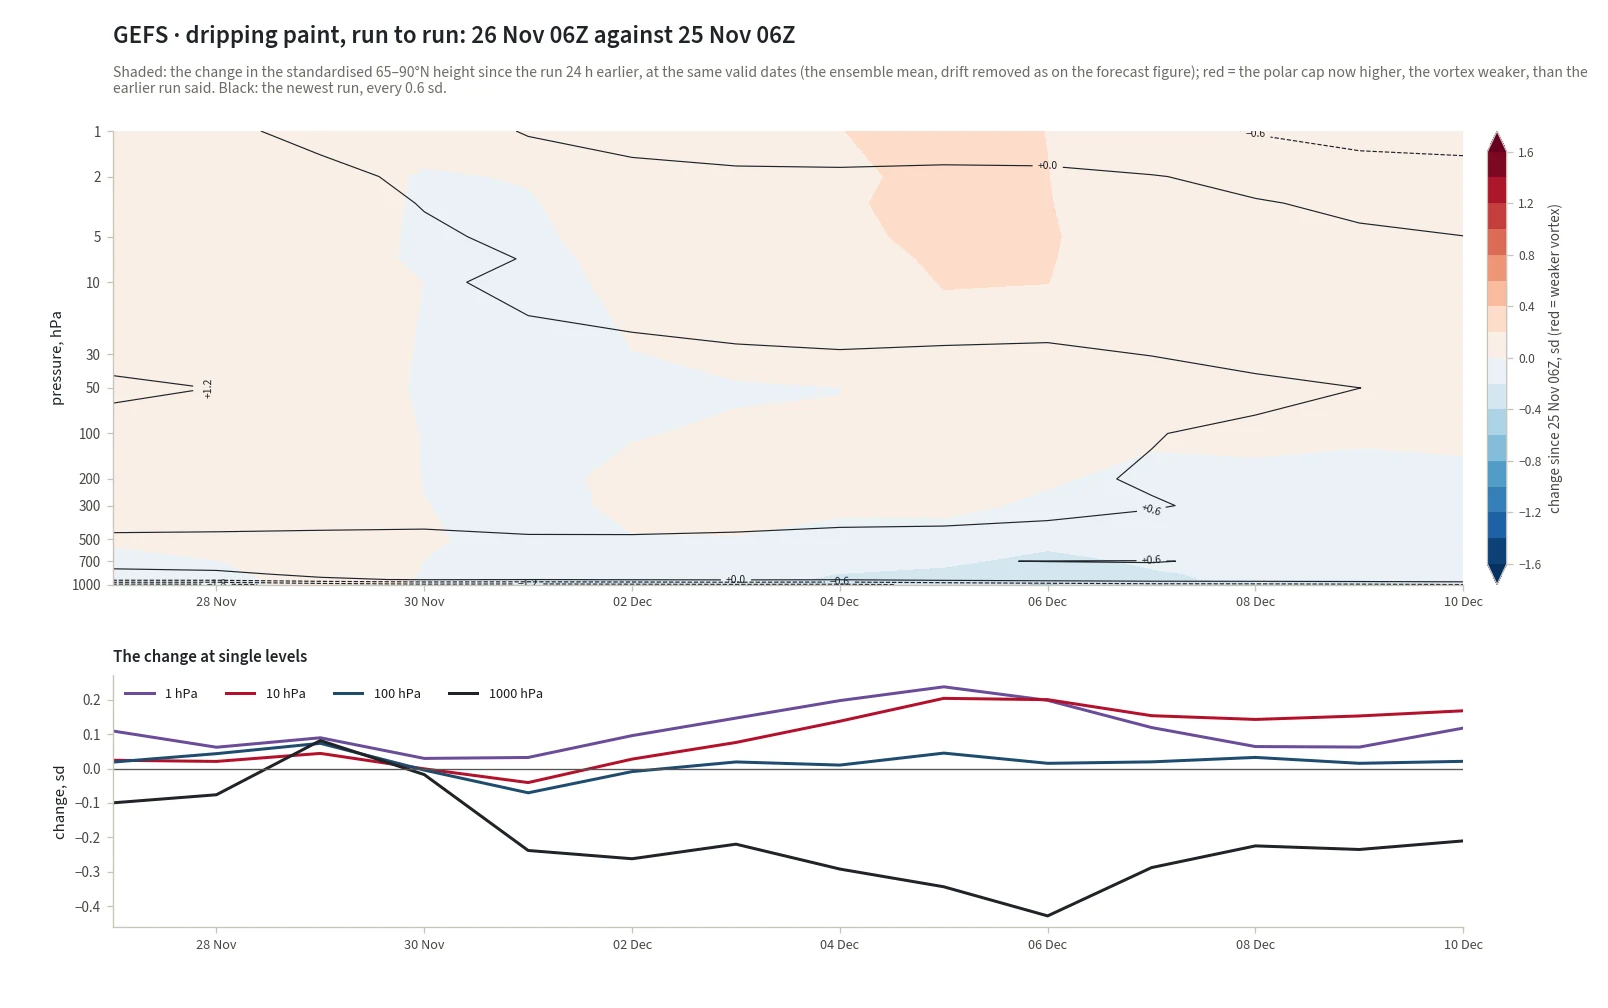 GEFS · dripping paint, run to run: 26 Nov 06Z against 25 Nov 06Z
Shaded: the change in the standardised 65–90°N height since the run 24 h earlier, at the same valid dates (the ensemble mean, drift removed as on the forecast figure); red = the polar cap now higher, the vortex weaker, than the
earlier run said. Black: the newest run, every 0.6 sd.
pressure, hPa
1
2
5
10
30
50
100
200
300
500
700
1000
+1.2
+0.0
−0.6
+0.6
+0.6
+0.0
−0.6
28 Nov
30 Nov
02 Dec
04 Dec
06 Dec
08 Dec
10 Dec
1.6
1.2
0.8
0.4
0.0
−0.4
−0.8
−1.2
−1.6
change since 25 Nov 06Z, sd (red = weaker vortex)
The change at single levels
1 hPa
10 hPa
100 hPa
1000 hPa
change, sd
0.2
0.1
0.0
−0.1
−0.2
−0.3
−0.4
28 Nov
30 Nov
02 Dec
04 Dec
06 Dec
08 Dec
10 Dec